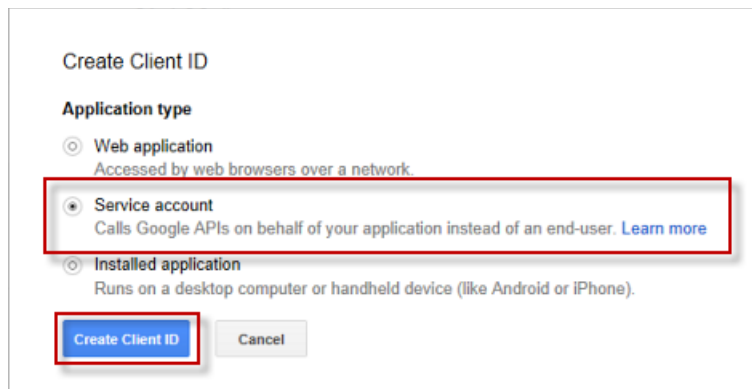 Create Client ID
Application type
Web application
Accessed by web browsers over a network.
Service account
Calls Google APIs on behalf of your application instead of an end-user. Learn more
Installed application
Runs on a desktop computer or handheld device (like Android or iPhone).
Create Client ID Cancel